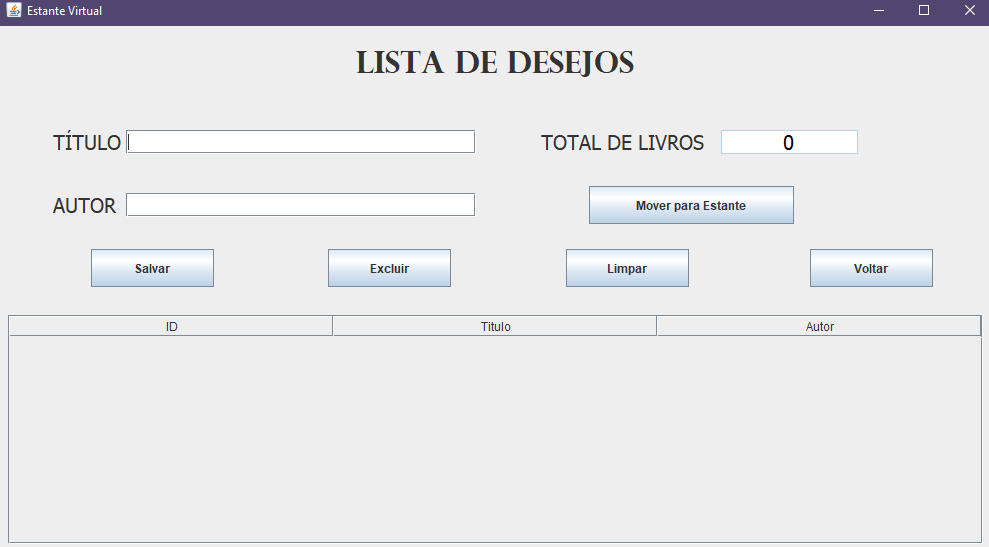 Estante Virtual
LISTA DE DESEJOS
TÍTULO
TOTAL DE LIVROS 0
AUTOR
Mover para Estante
Salvar Excluir Limpar Voltar
ID Titulo Autor